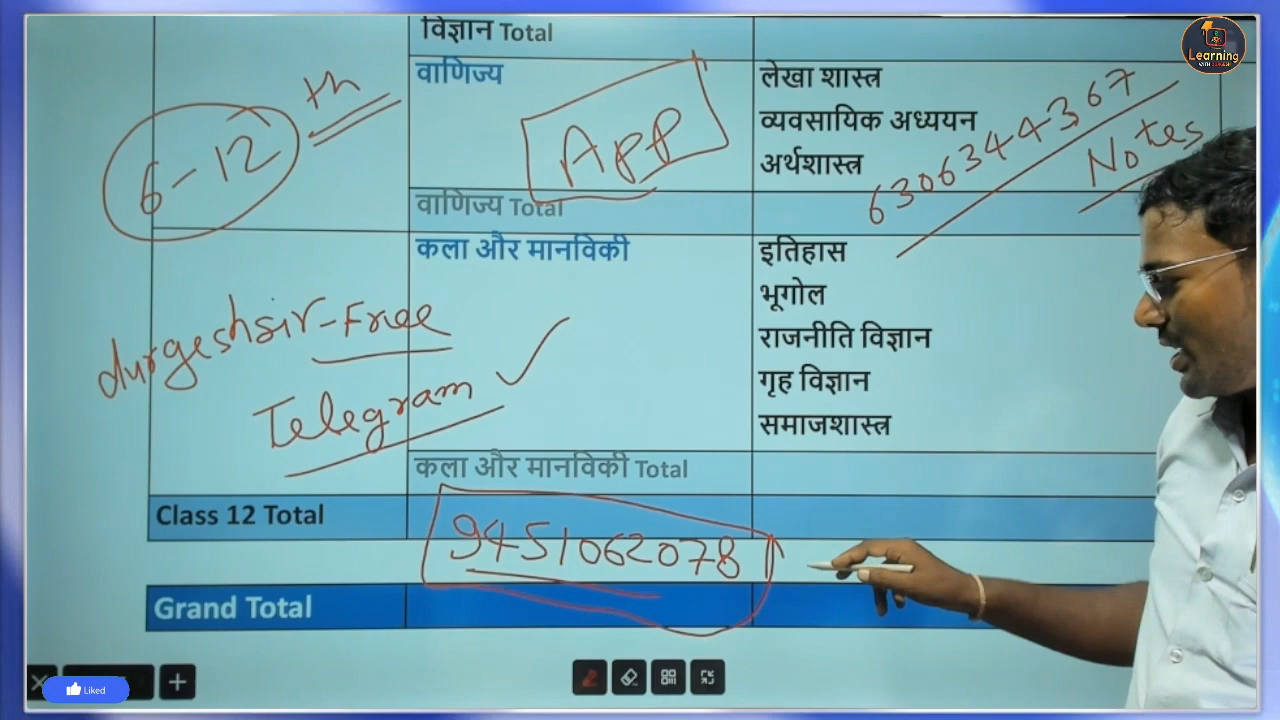 विज्ञान Total
Learning
वाणिज्य
लेखा शास्त्र
व्यवसायिक अध्ययन
अर्थशास्त्र
6-12 th
App
6306344367
Notes
वाणिज्य Total
कला और मानविकी
इतिहास
भूगोल
राजनीति विज्ञान
गृह विज्ञान
समाजशास्त्र
durgeshsir-Free
Telegram
कला और मानविकी Total
Class 12 Total
9451062078
Grand Total
Liked